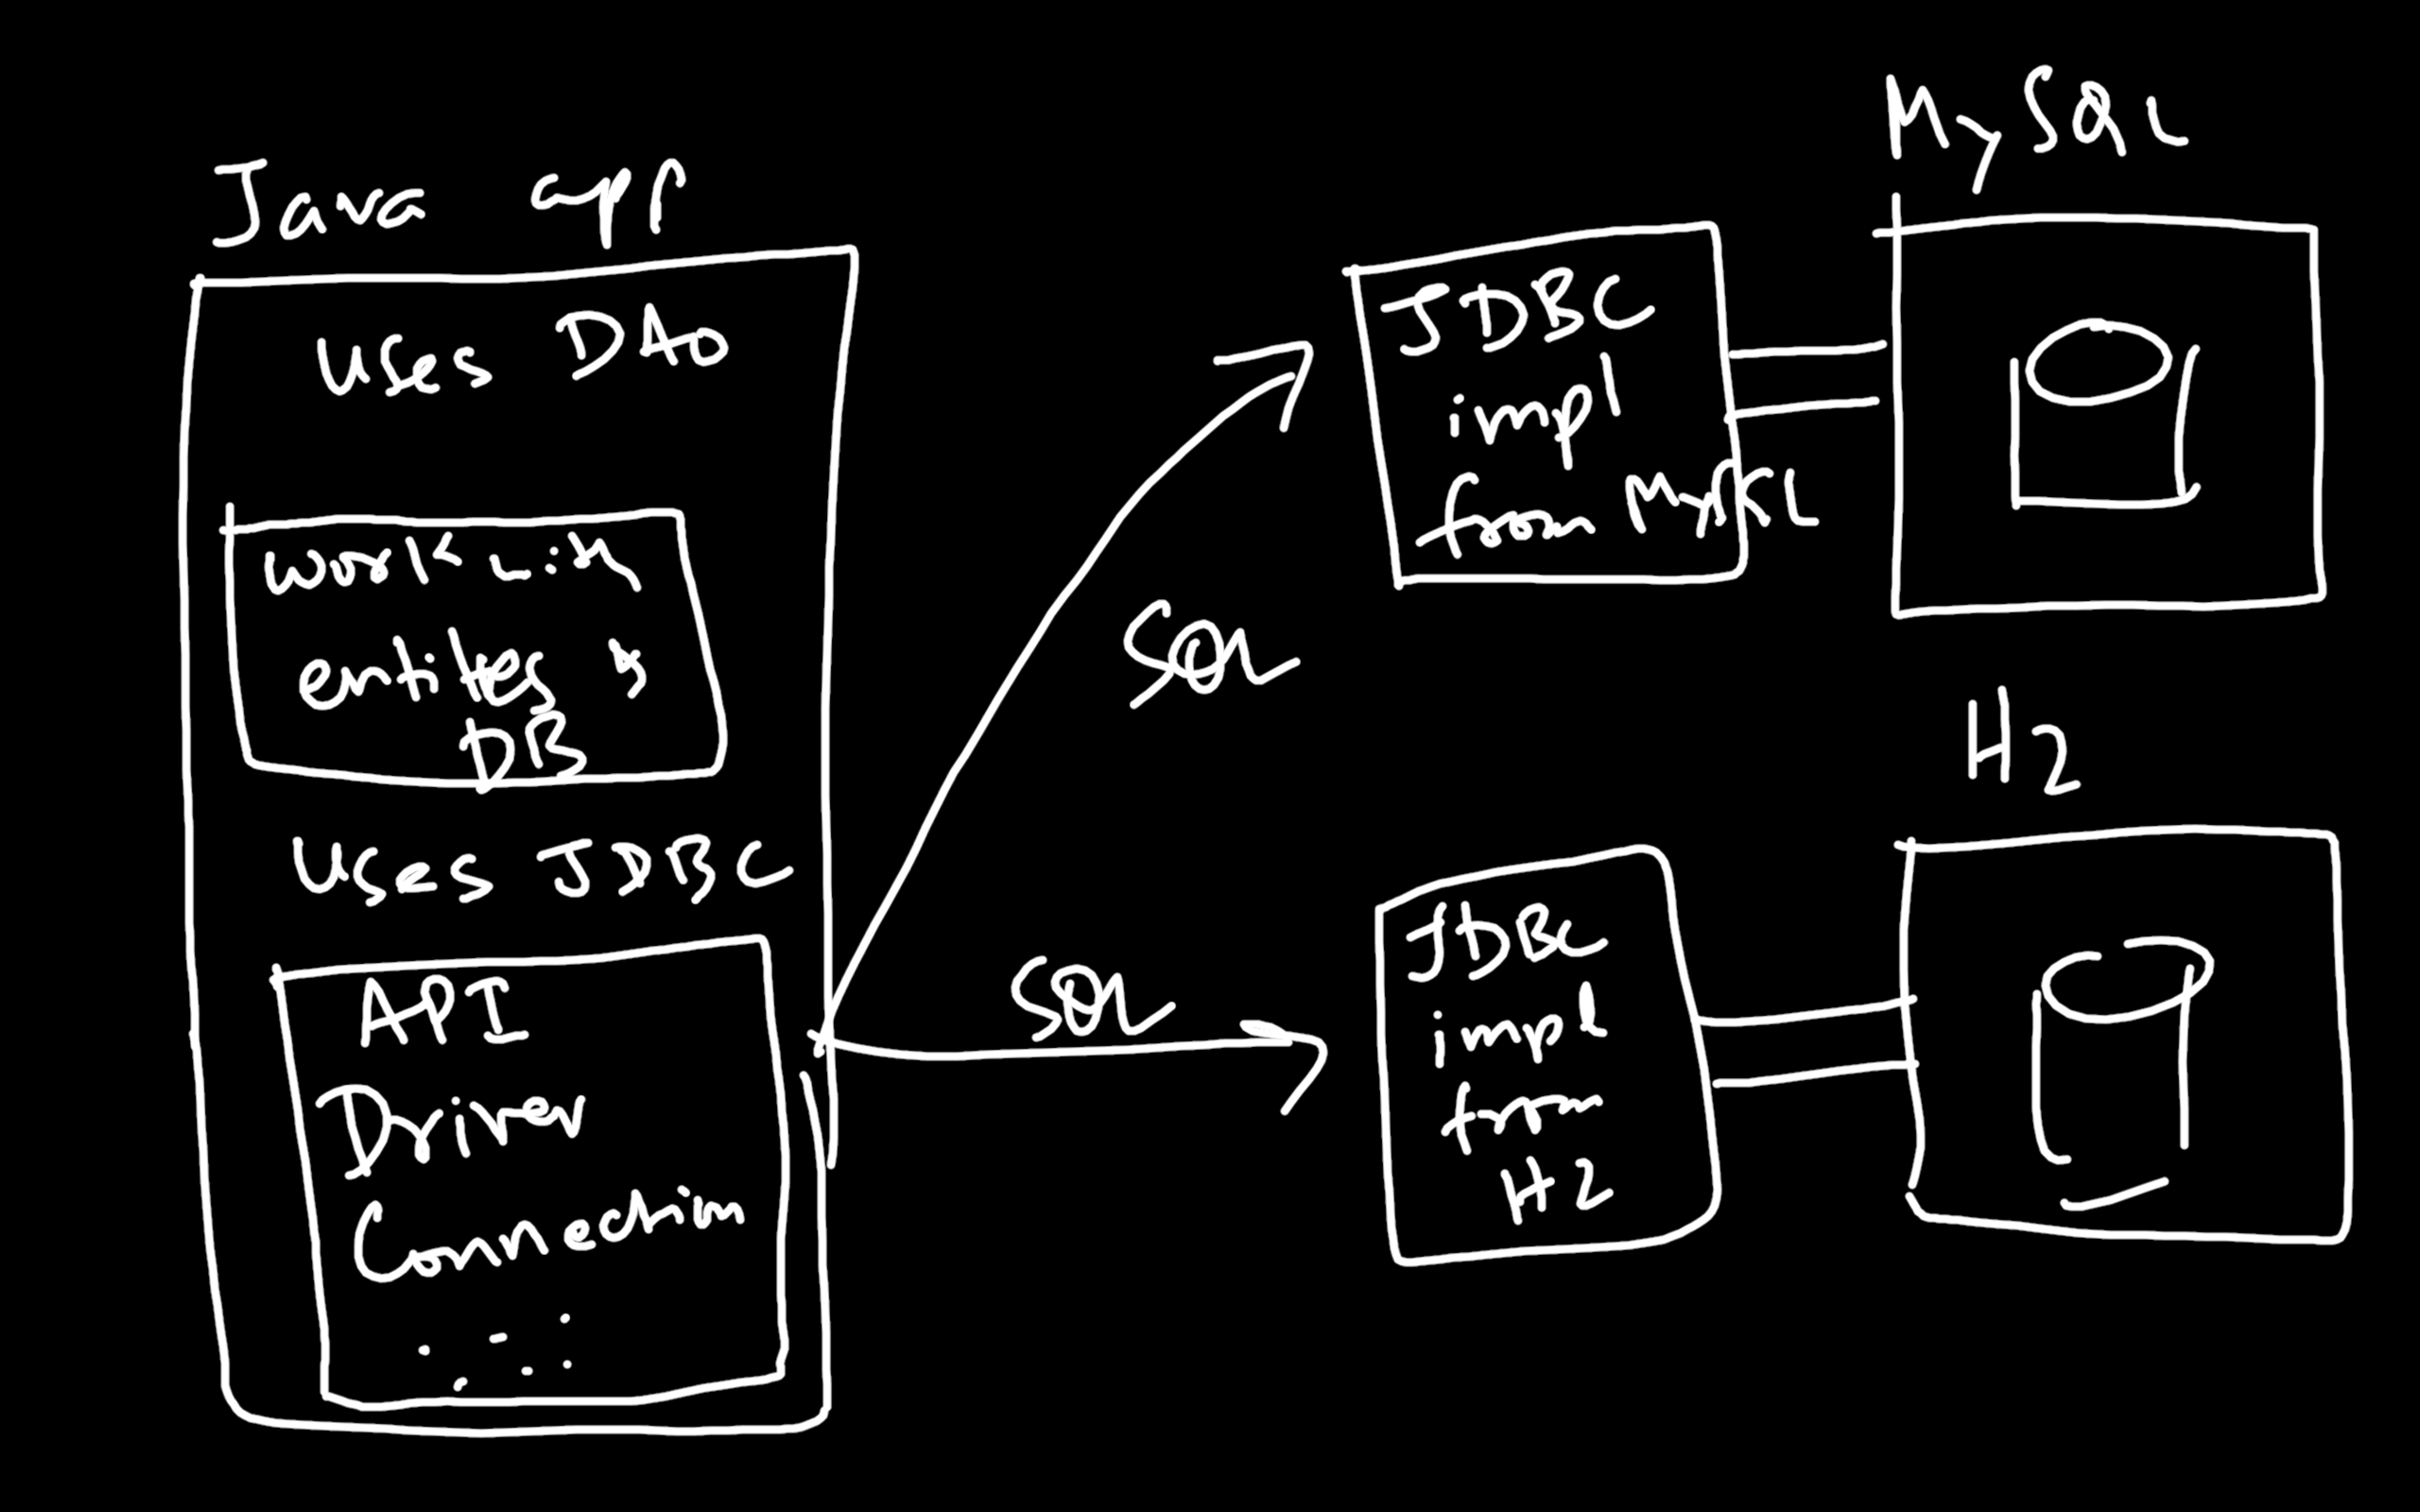 Java app
Uses DAO
work with
entites &
DB
Uses JDBC
API
Driver
Connection
SQL
SQL
JDBC
impl
from MySQL
MySQL
JDBC
impl
from
H2
H2